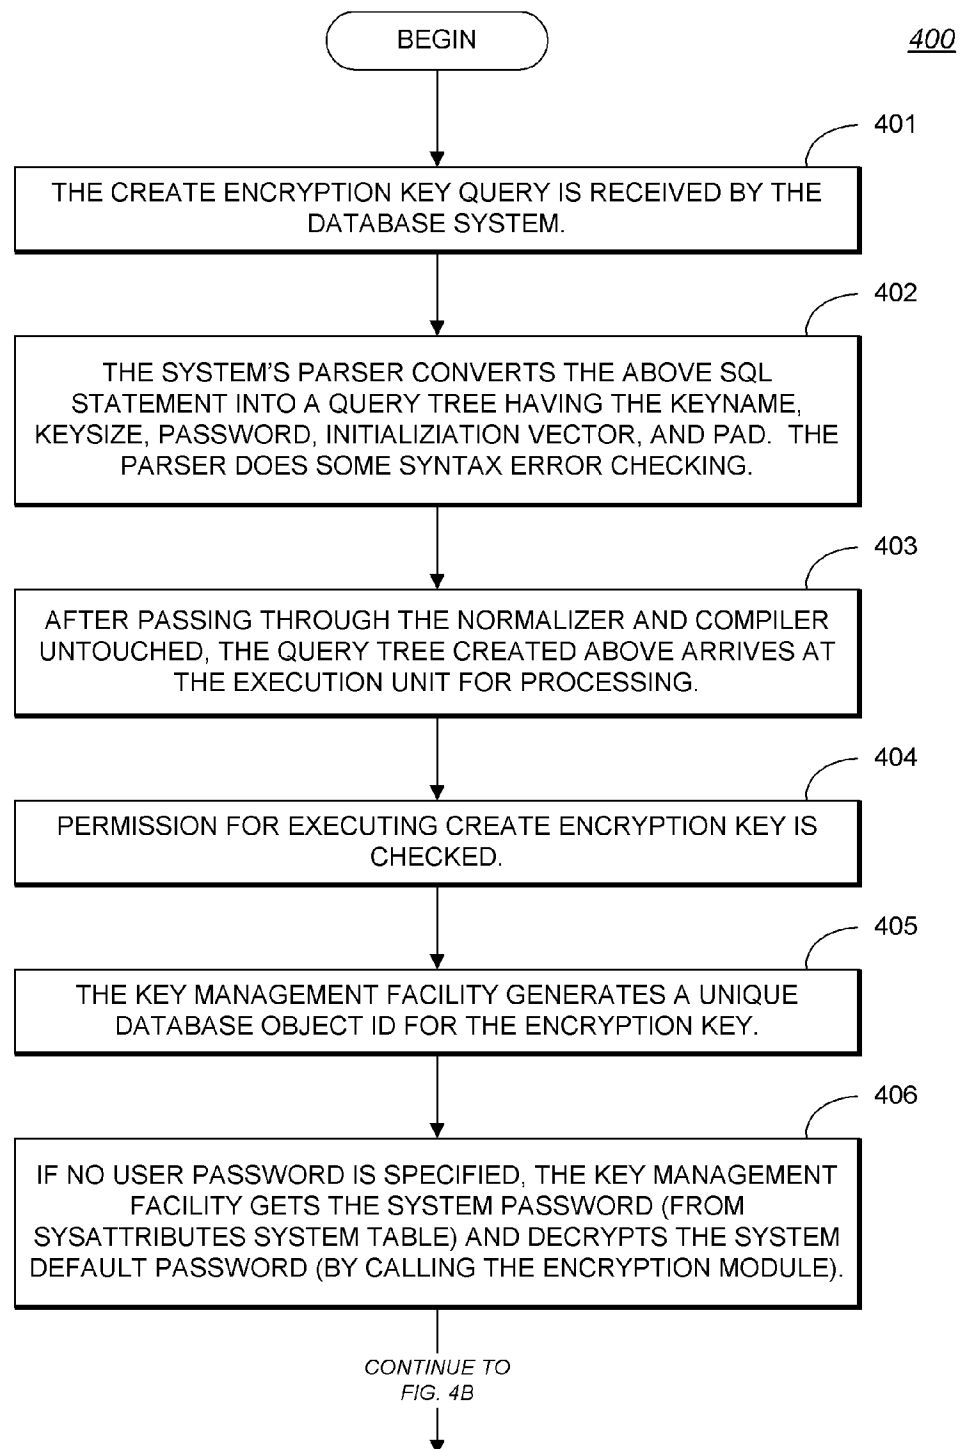 BEGIN
400
401
THE CREATE ENCRYPTION KEY QUERY IS RECEIVED BY THE
DATABASE SYSTEM.
402
THE SYSTEM'S PARSER CONVERTS THE ABOVE SQL
STATEMENT INTO A QUERY TREE HAVING THE KEYNAME,
KEYSIZE, PASSWORD, INITIALIZIATION VECTOR, AND PAD.  THE
PARSER DOES SOME SYNTAX ERROR CHECKING.
403
AFTER PASSING THROUGH THE NORMALIZER AND COMPILER
UNTOUCHED, THE QUERY TREE CREATED ABOVE ARRIVES AT
THE EXECUTION UNIT FOR PROCESSING.
404
PERMISSION FOR EXECUTING CREATE ENCRYPTION KEY IS
CHECKED.
405
THE KEY MANAGEMENT FACILITY GENERATES A UNIQUE
DATABASE OBJECT ID FOR THE ENCRYPTION KEY.
406
IF NO USER PASSWORD IS SPECIFIED, THE KEY MANAGEMENT
FACILITY GETS THE SYSTEM PASSWORD (FROM
SYSATTRIBUTES SYSTEM TABLE) AND DECRYPTS THE SYSTEM
DEFAULT PASSWORD (BY CALLING THE ENCRYPTION MODULE).
CONTINUE TO
FIG. 4B